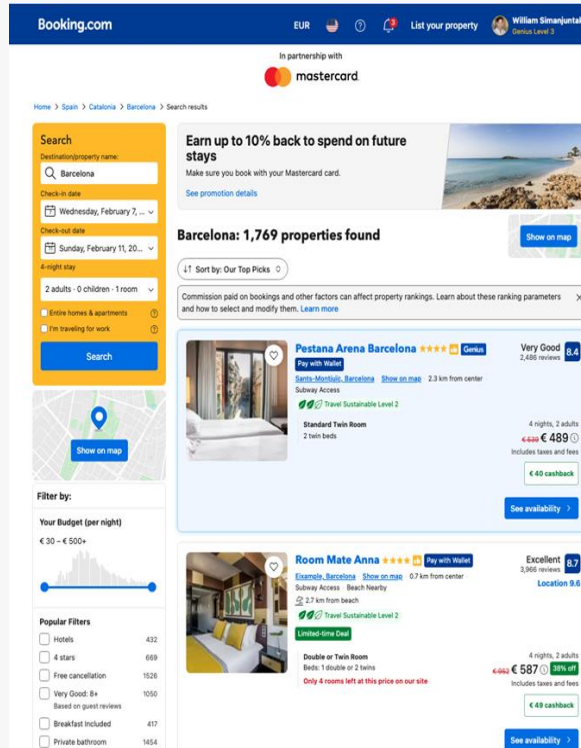 Booking.com
EUR
List your property
William Simanjuntak
Genius Level 3
In partnership with
mastercard
Home > Spain > Catalonia > Barcelona > Search results
Search
Destination/property name:
Barcelona
Check-in date
Wednesday, February 7, ...
Check-out date
Sunday, February 11, 20...
4-night stay
2 adults · 0 children · 1 room
Entire homes & apartments
I'm traveling for work
Search
Show on map
Filter by:
Your Budget (per night)
€ 30 – € 500+
Popular Filters
Hotels 432
4 stars 669
Free cancellation 1526
Very Good: 8+ 1050
Based on guest reviews
Breakfast Included 417
Private bathroom 1454
Earn up to 10% back to spend on future
stays
Make sure you book with your Mastercard card.
See promotion details
Barcelona: 1,769 properties found
Show on map
Sort by: Our Top Picks
Commission paid on bookings and other factors can affect property rankings. Learn about these ranking parameters
and how to select and modify them. Learn more
Pestana Arena Barcelona Genius
Pay with Wallet
Sants-Montjuïc, Barcelona Show on map 2.3 km from center
Subway Access
Travel Sustainable Level 2
Standard Twin Room
2 twin beds
Very Good 8.4
2,486 reviews
4 nights, 2 adults
€ 489
Includes taxes and fees
€ 40 cashback
See availability
Room Mate Anna Pay with Wallet
Eixample, Barcelona Show on map 0.7 km from center
Subway Access Beach Nearby
2.7 km from beach
Travel Sustainable Level 2
Limited-time Deal
Double or Twin Room
Beds: 1 double or 2 twins
Only 4 rooms left at this price on our site
Excellent 8.7
3,966 reviews
Location 9.6
4 nights, 2 adults
€ 587 38% off
Includes taxes and fees
€ 49 cashback
See availability